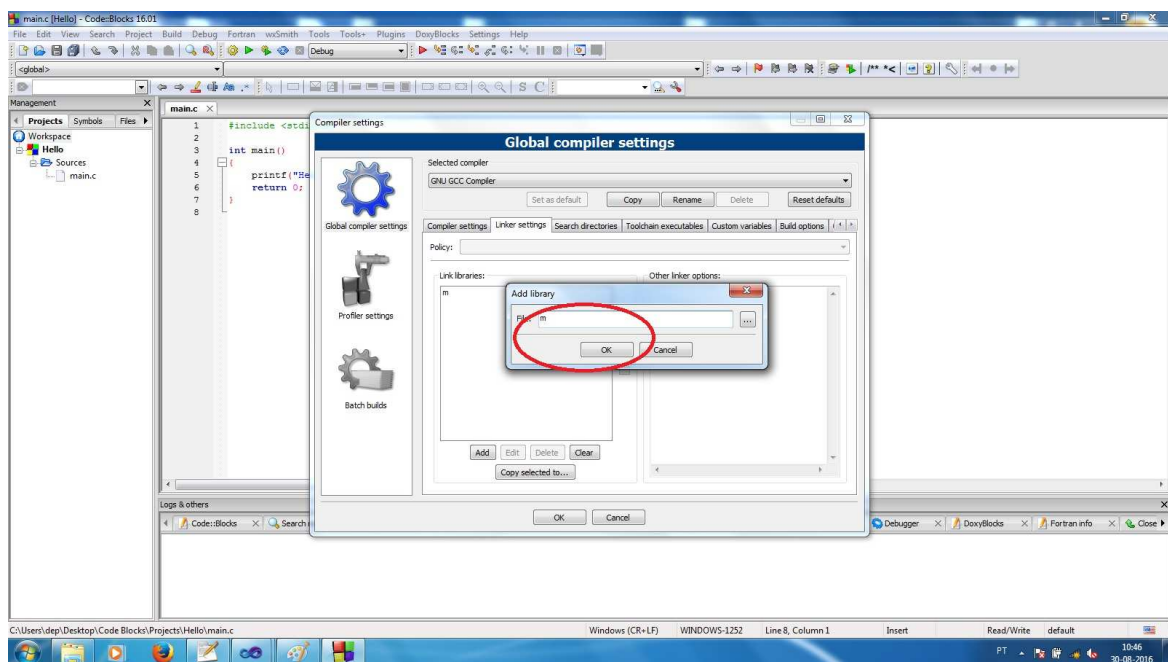 main.c [Hello] - Code::Blocks 16.01
File Edit View Search Project Build Debug Fortran wxSmith Tools Tools+ Plugins DoxyBlocks Settings Help
Debug
<global>
/** *<
S C
Management
main.c
Projects Symbols Files
Workspace
Hello
Sources
main.c
1 #include <stdi
2
3 int main()
4 {
5 printf("He
6 return 0;
7 }
8
Compiler settings
Global compiler settings
Global compiler settings
Profiler settings
Batch builds
Selected compiler
GNU GCC Compiler
Set as default Copy Rename Delete Reset defaults
Compiler settings Linker settings Search directories Toolchain executables Custom variables Build options
Policy:
Link libraries:
Other linker options:
m
Add library
m
OK Cancel
Add Edit Delete Clear
Copy selected to...
OK Cancel
Logs & others
Code::Blocks Search
Debugger DoxyBlocks Fortran info Close
C:\Users\dep\Desktop\Code Blocks\Projects\Hello\main.c Windows (CR+LF) WINDOWS-1252 Line 8, Column 1 Insert Read/Write default
PT 10:46
30-08-2016